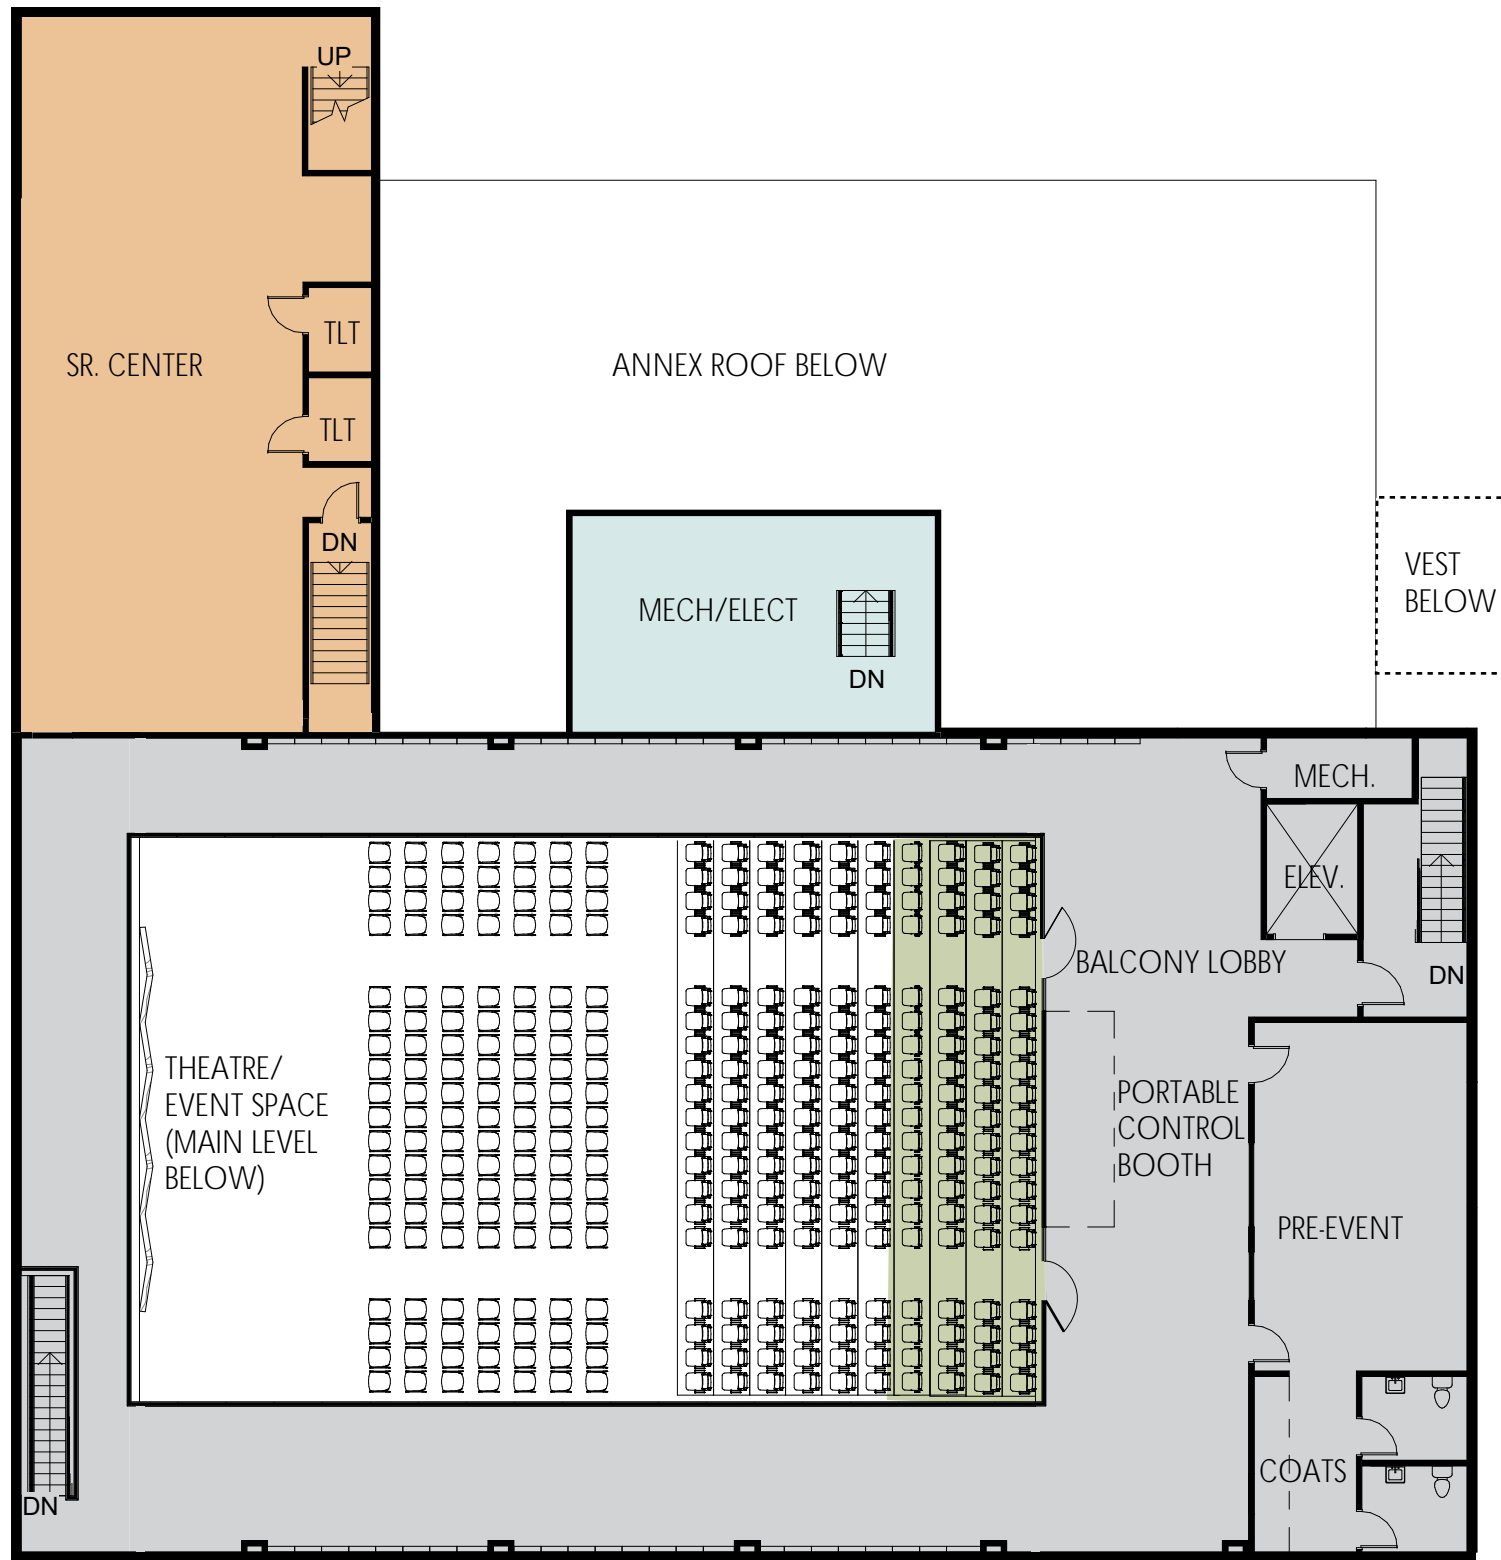 UP
TLT
SR. CENTER
ANNEX ROOF BELOW
TLT
DN
VEST
BELOW
MECH/ELECT
DN
MECH.
ELEV.
BALCONY LOBBY
DN
THEATRE/
EVENT SPACE
(MAIN LEVEL
BELOW)
PORTABLE
CONTROL
BOOTH
PRE-EVENT
COATS
DN